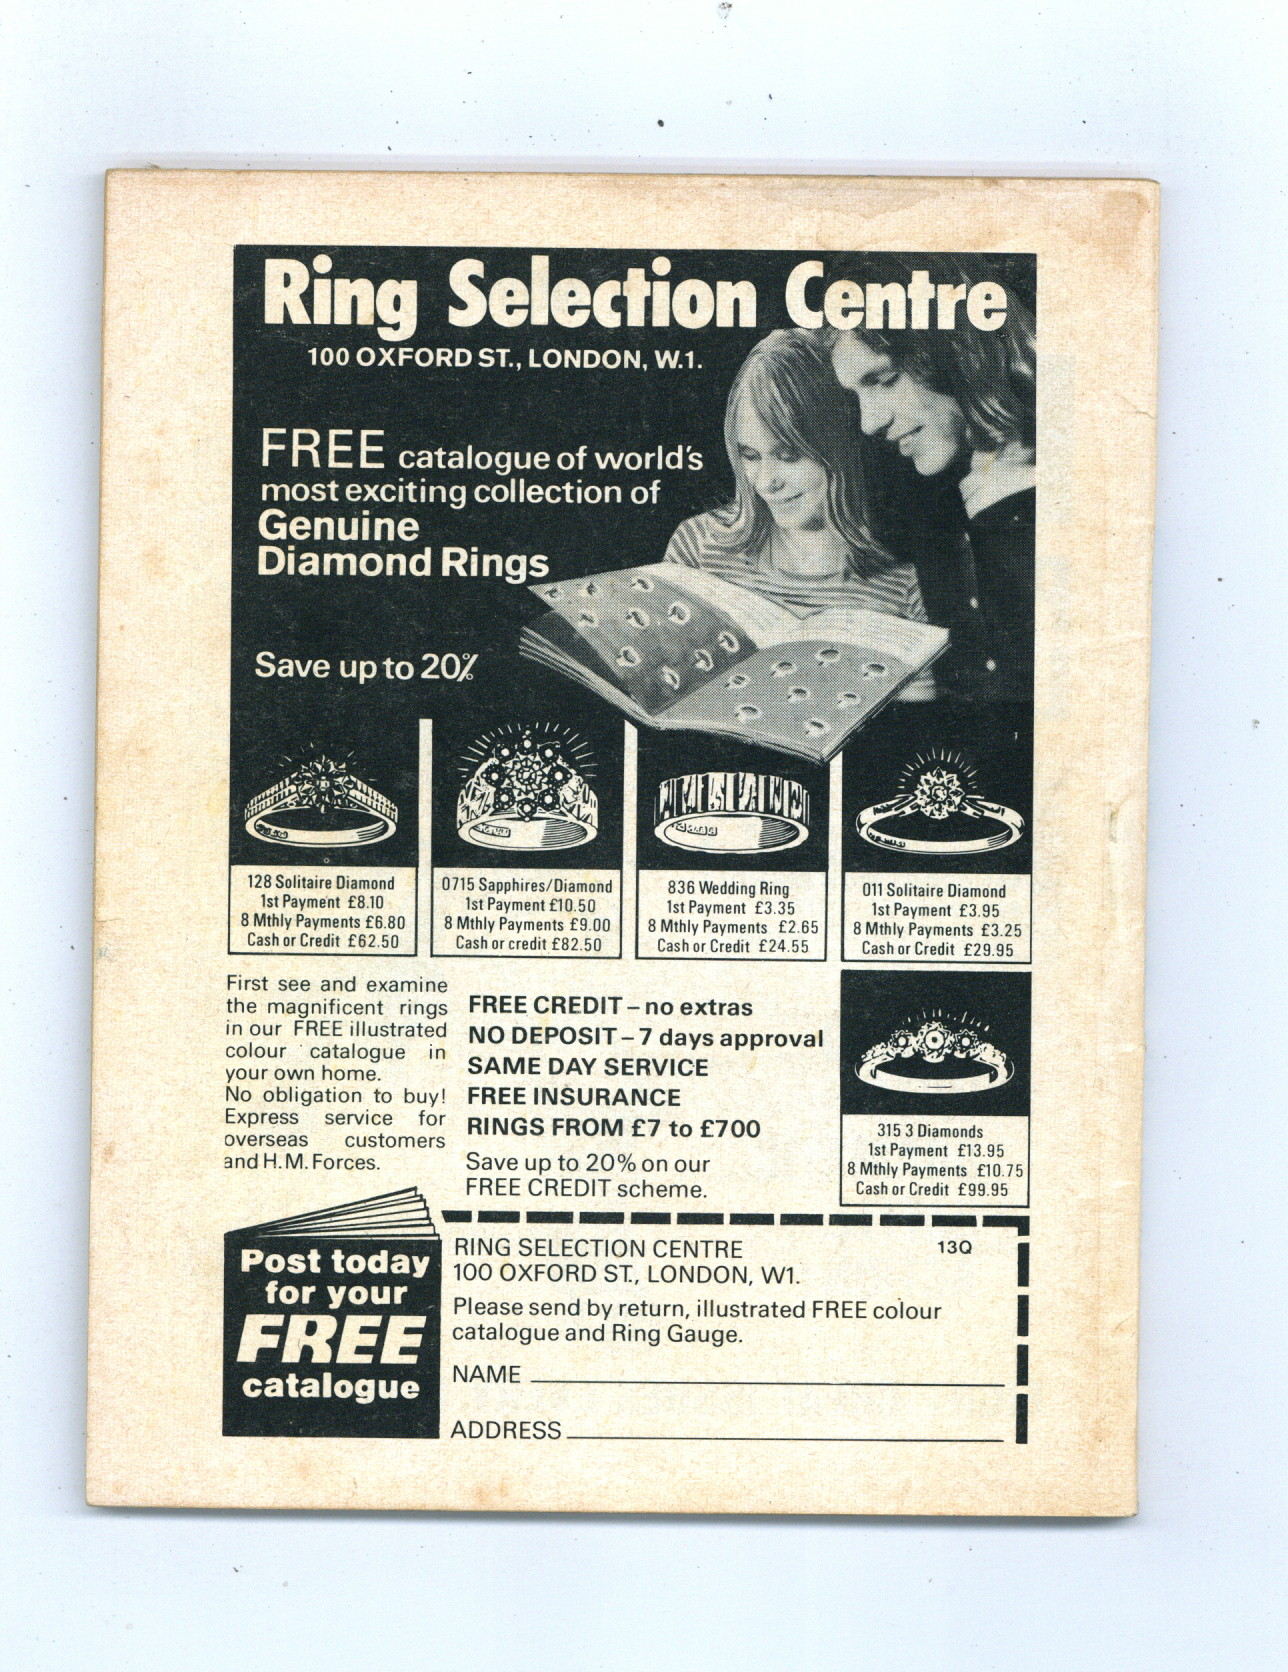 Ring Selection Centre
100 OXFORD ST., LONDON, W.1.
FREE catalogue of world's
most exciting collection of
Genuine
Diamond Rings
Save up to 20%
128 Solitaire Diamond
1st Payment £8.10
8 Mthly Payments £6.80
Cash or Credit £62.50
0715 Sapphires/Diamond
1st Payment £10.50
8 Mthly Payments £9.00
Cash or credit £82.50
836 Wedding Ring
1st Payment £3.35
8 Mthly Payments £2.65
Cash or Credit £24.55
011 Solitaire Diamond
1st Payment £3.95
8 Mthly Payments £3.25
Cash or Credit £29.95
First see and examine
the magnificent rings
in our FREE illustrated
colour catalogue in
your own home.
No obligation to buy!
Express service for
overseas customers
and H.M. Forces.
FREE CREDIT – no extras
NO DEPOSIT – 7 days approval
SAME DAY SERVICE
FREE INSURANCE
RINGS FROM £7 to £700
Save up to 20% on our
FREE CREDIT scheme.
315 3 Diamonds
1st Payment £13.95
8 Mthly Payments £10.75
Cash or Credit £99.95
Post today
for your
FREE
catalogue
RING SELECTION CENTRE 13Q
100 OXFORD ST., LONDON, W1.
Please send by return, illustrated FREE colour
catalogue and Ring Gauge.
NAME
ADDRESS